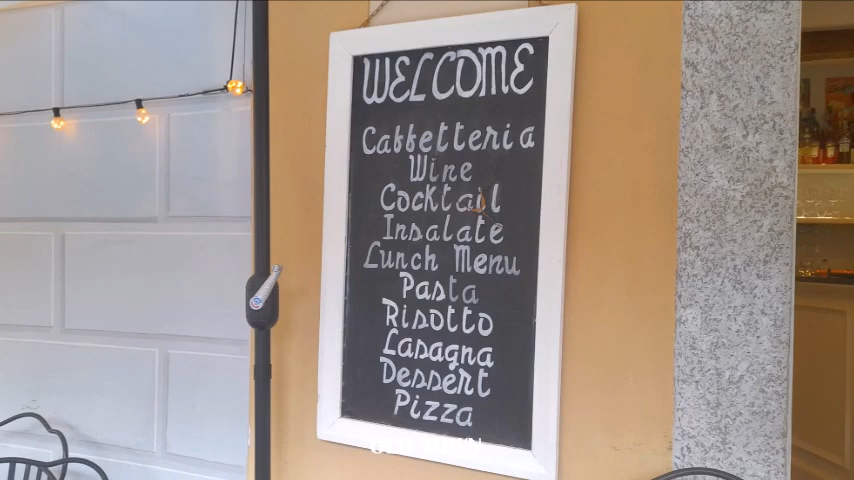 WELCOME
Caffetteria
Wine
Cocktail
Insalate
Lunch Menu
Pasta
Risotto
Lasagna
Dessert
Pizza